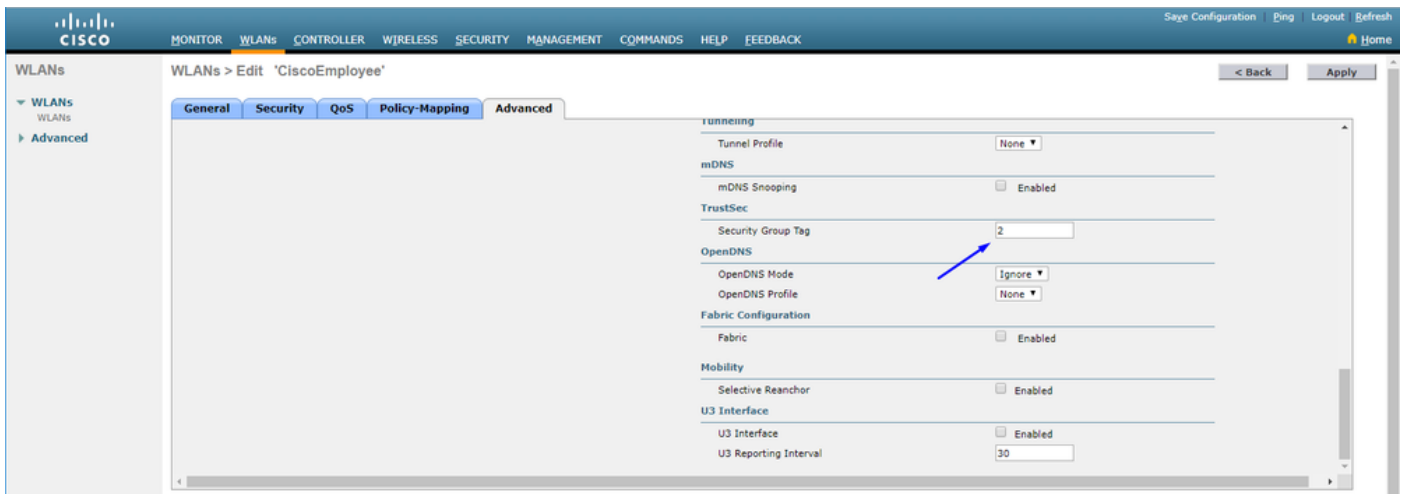 Save Configuration | Ping | Logout | Refresh
CISCO
MONITOR WLANs CONTROLLER WIRELESS SECURITY MANAGEMENT COMMANDS HELP FEEDBACK
Home
WLANs
WLANs > Edit 'CiscoEmployee'
< Back
Apply
WLANs
WLANs
Advanced
General Security QoS Policy-Mapping Advanced
Tunneling
Tunnel Profile None
mDNS
mDNS Snooping Enabled
TrustSec
Security Group Tag 2
OpenDNS
OpenDNS Mode Ignore
OpenDNS Profile None
Fabric Configuration
Fabric Enabled
Mobility
Selective Reanchor Enabled
U3 Interface
U3 Interface Enabled
U3 Reporting Interval 30